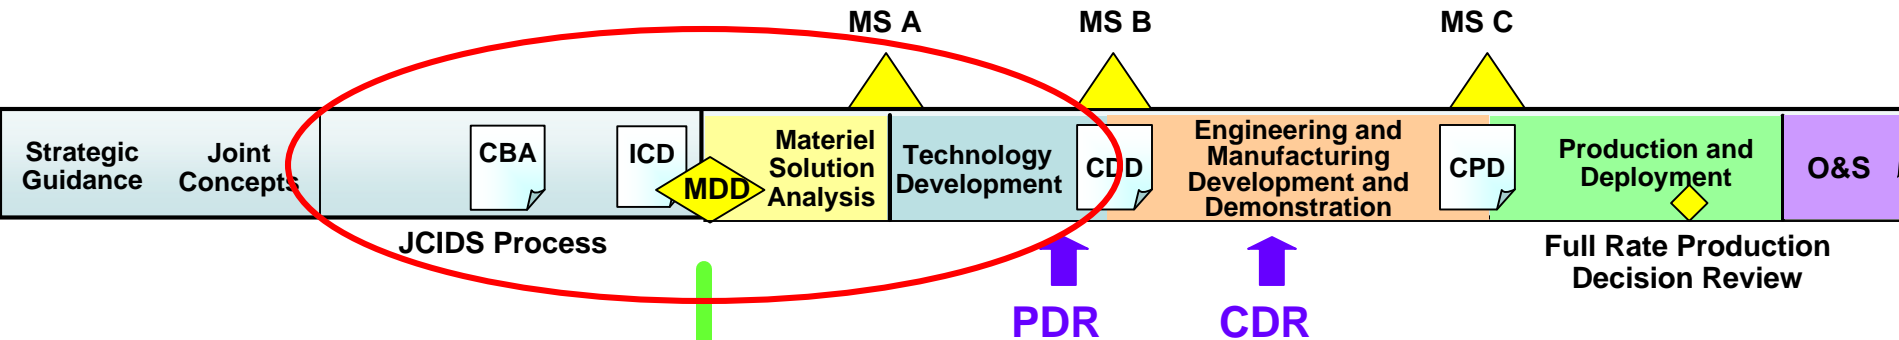 MS A
MS B
MS C
Strategic
Guidance
Joint
Concepts
CBA
ICD
MDD
Materiel
Solution
Analysis
Technology
Development
CDD
Engineering and
Manufacturing
Development and
Demonstration
CPD
Production and
Deployment
O&S
JCIDS Process
Full Rate Production
Decision Review
PDR
CDR